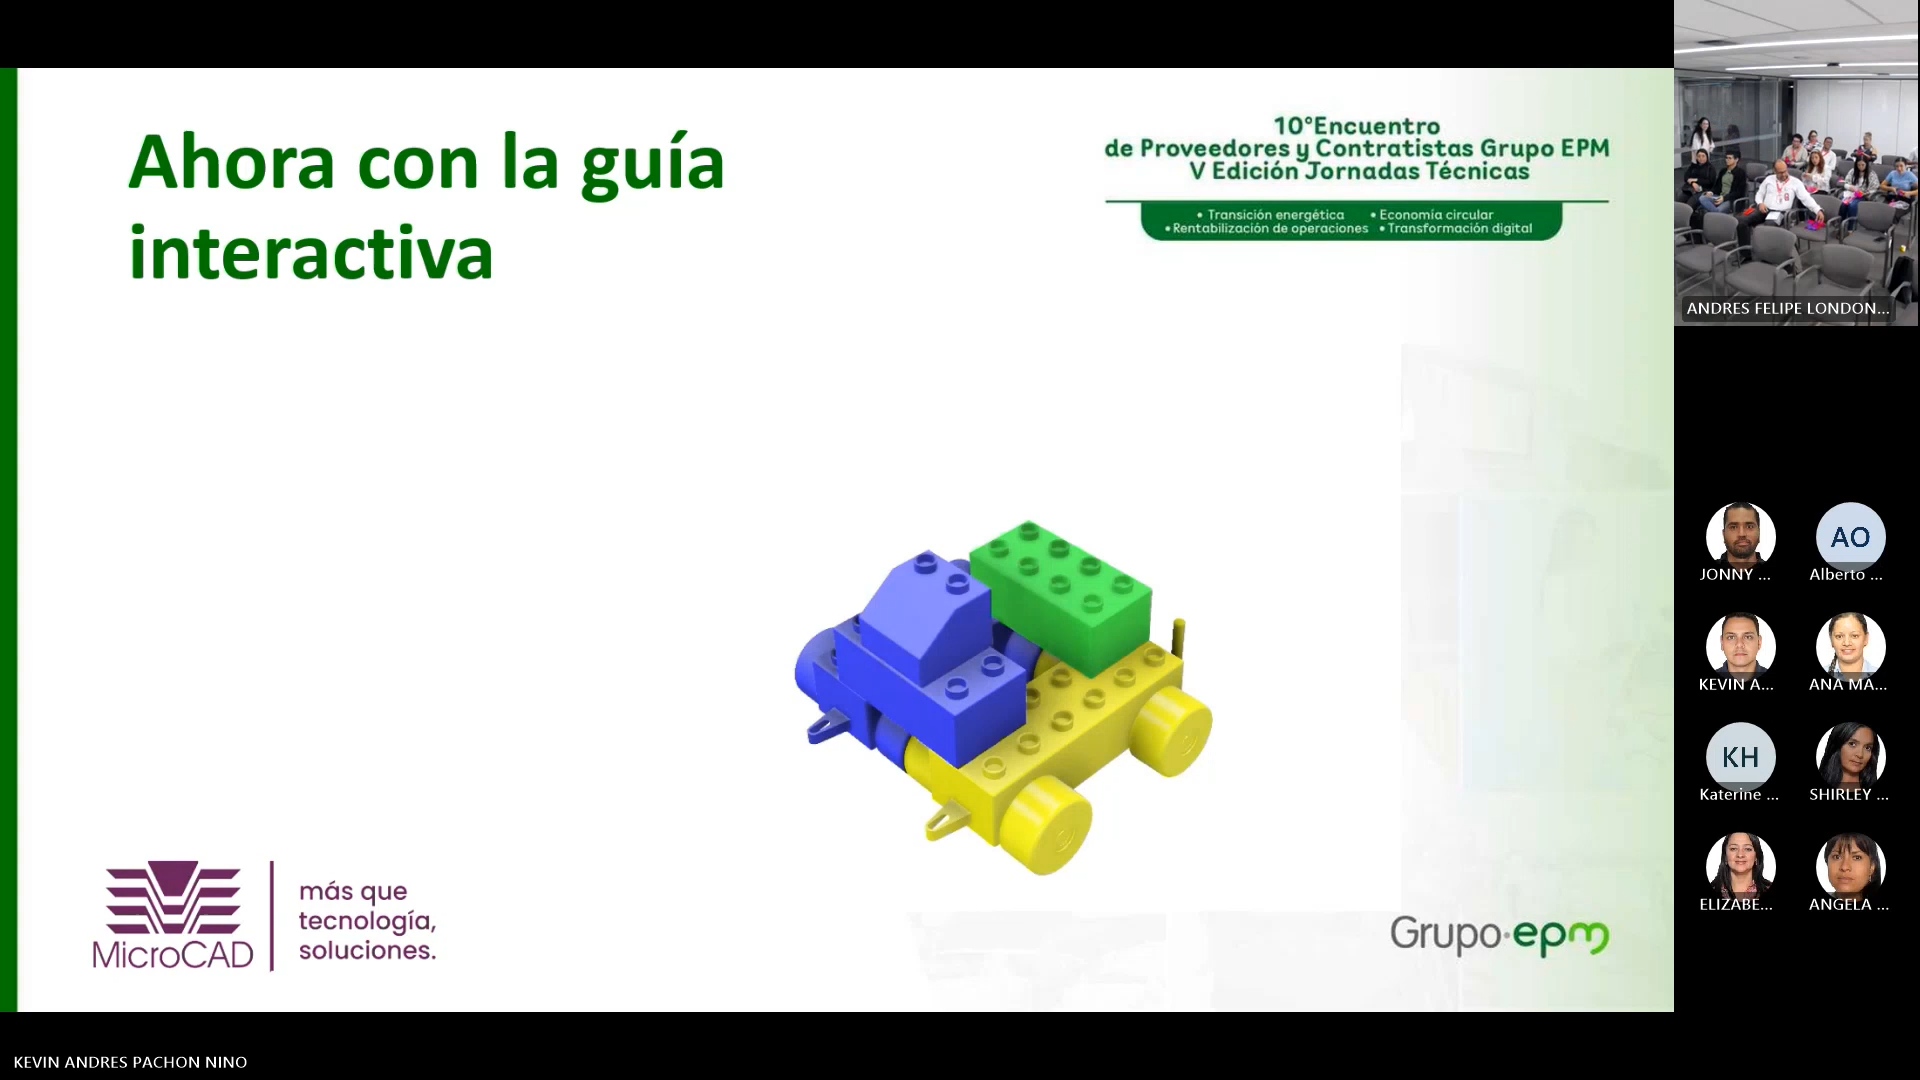 Ahora con la guía
interactiva
10°Encuentro
de Proveedores y Contratistas Grupo EPM
V Edición Jornadas Técnicas
• Transición energética • Economía circular
• Rentabilización de operaciones • Transformación digital
MicroCAD
más que
tecnología,
soluciones.
Grupo·epm
KEVIN ANDRES PACHON NINO
ANDRES FELIPE LONDON...
JONNY ...
AO
Alberto ...
KEVIN A...
ANA MA...
KH
Katerine ...
SHIRLEY ...
ELIZABE...
ANGELA ...